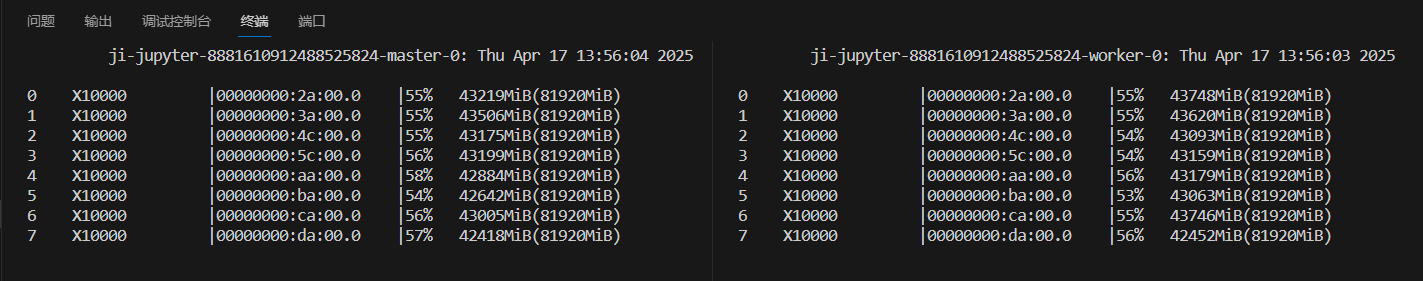 问题 输出 调试控制台 终端 端口
ji-jupyter-8881610912488525824-master-0: Thu Apr 17 13:56:04 2025
0 X10000 |00000000:2a:00.0 |55% 43219MiB(81920MiB)
1 X10000 |00000000:3a:00.0 |55% 43506MiB(81920MiB)
2 X10000 |00000000:4c:00.0 |55% 43175MiB(81920MiB)
3 X10000 |00000000:5c:00.0 |56% 43199MiB(81920MiB)
4 X10000 |00000000:aa:00.0 |58% 42884MiB(81920MiB)
5 X10000 |00000000:ba:00.0 |54% 42642MiB(81920MiB)
6 X10000 |00000000:ca:00.0 |56% 43005MiB(81920MiB)
7 X10000 |00000000:da:00.0 |57% 42418MiB(81920MiB)
ji-jupyter-8881610912488525824-worker-0: Thu Apr 17 13:56:03 2025
0 X10000 |00000000:2a:00.0 |55% 43748MiB(81920MiB)
1 X10000 |00000000:3a:00.0 |55% 43620MiB(81920MiB)
2 X10000 |00000000:4c:00.0 |54% 43093MiB(81920MiB)
3 X10000 |00000000:5c:00.0 |54% 43159MiB(81920MiB)
4 X10000 |00000000:aa:00.0 |56% 43179MiB(81920MiB)
5 X10000 |00000000:ba:00.0 |53% 43063MiB(81920MiB)
6 X10000 |00000000:ca:00.0 |55% 43746MiB(81920MiB)
7 X10000 |00000000:da:00.0 |56% 42452MiB(81920MiB)